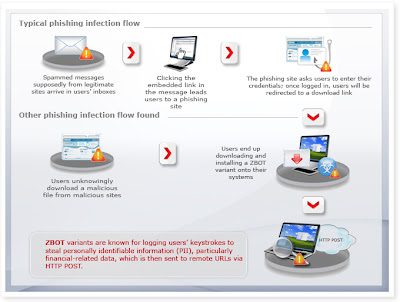 Typical phishing infection flow
Spammed messages
supposedly from legitimate
sites arrive in users' inboxes
Clicking the
embedded link in
the message leads
users to a phishing
site
The phishing site asks users to enter their
credentials; once logged in, users will be
redirected to a download link
Other phishing infection flow found
Users unknowingly
download a malicious
file from malicious sites
Users end up
downloading and
installing a ZBOT
variant onto their
systems
HTTP POST
ZBOT variants are known for logging users' keystrokes to
steal personally identifiable information (PII), particularly
financial-related data, which is then sent to remote URLs via
HTTP POST.